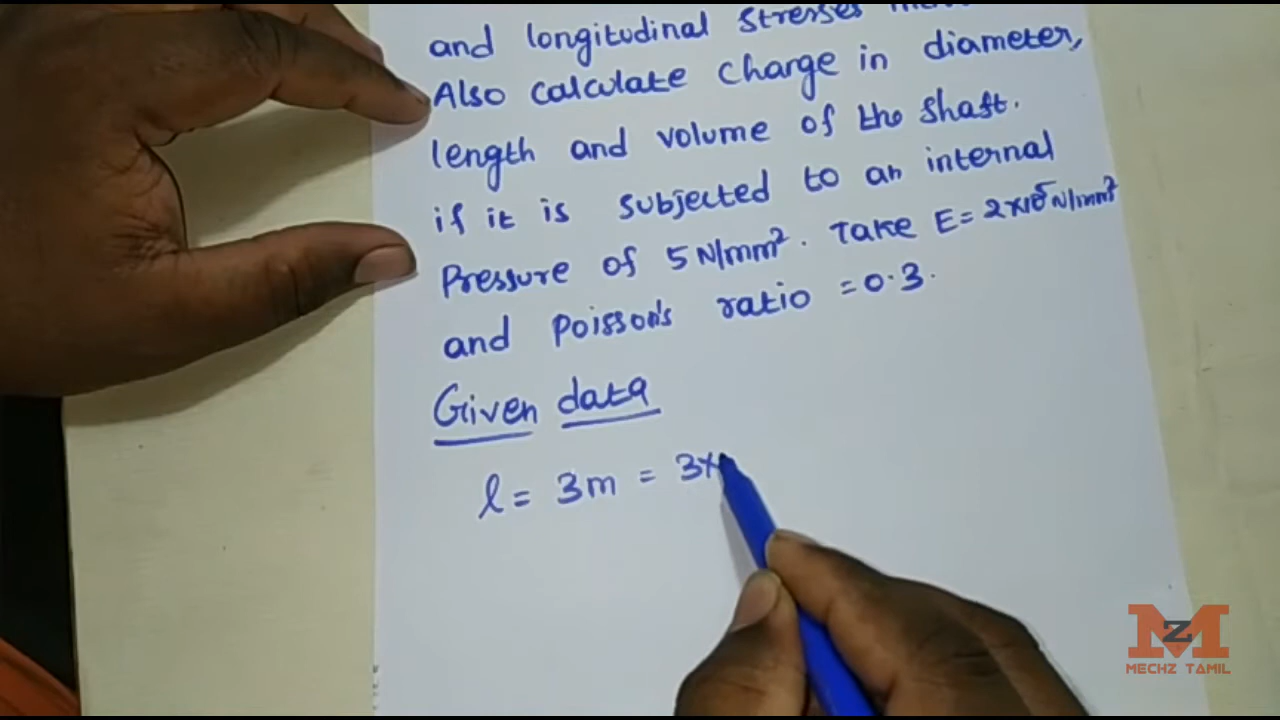 and longitudinal stresses
Also calculate change in diameter,
length and volume of the shaft.
if it is subjected to an internal
Pressure of 5 N/mm². Take E = 2×10⁵ N/mm²
and Poisson's ratio = 0.3.
Given data
l = 3m = 3×
MZ
MECHZ TAMIL